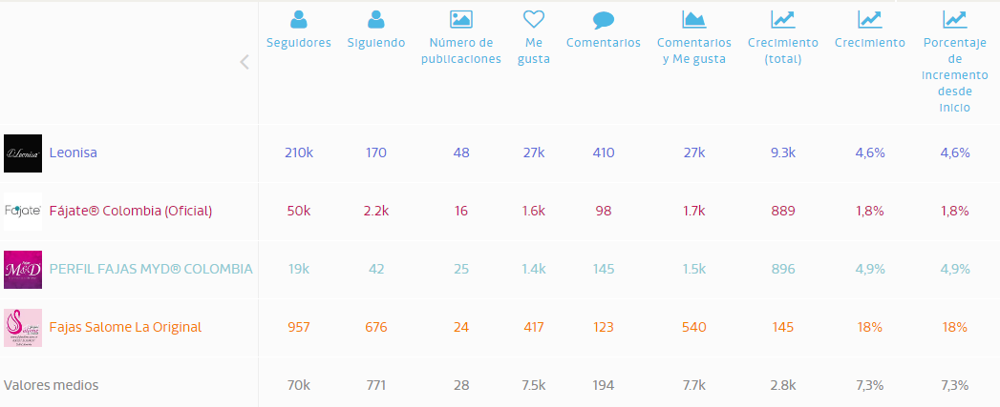 Seguidores Siguiendo Número de publicaciones Me gusta Comentarios Comentarios y Me gusta Crecimiento (total) Crecimiento Porcentaje de incremento desde inicio
Leonisa Leonisa 210k 170 48 27k 410 27k 9.3k 4,6% 4,6%
Fájate Fájate® Colombia (Oficial) 50k 2.2k 16 1.6k 98 1.7k 889 1,8% 1,8%
M&D PERFIL FAJAS MYD® COLOMBIA 19k 42 25 1.4k 145 1.5k 896 4,9% 4,9%
Fajas Salome La Original 957 676 24 417 123 540 145 18% 18%
Valores medios 70k 771 28 7.5k 194 7.7k 2.8k 7,3% 7,3%